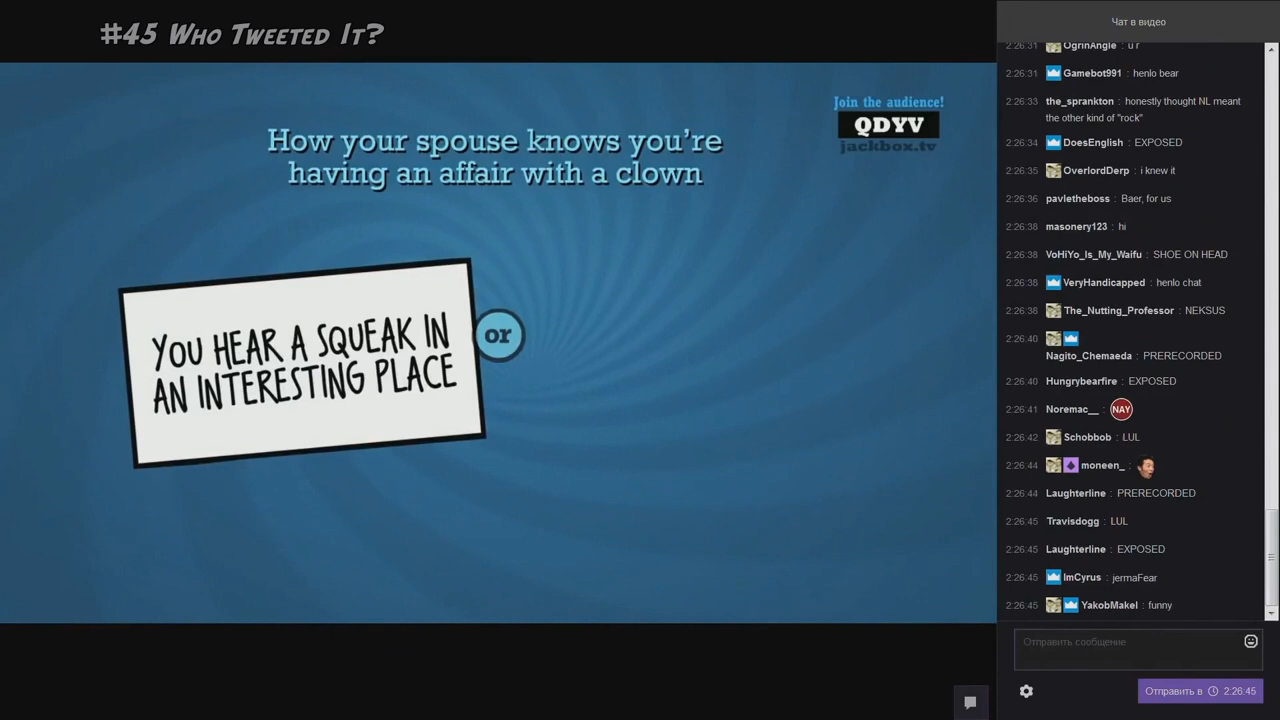 #45 Who Tweeted It?
Join the audience!
QDYV
jackbox.tv
How your spouse knows you're
having an affair with a clown
YOU HEAR A SQUEAK IN
AN INTERESTING PLACE
or
Чат в видео
2:26:31 OgrinAngle : u r
2:26:31 Gamebot991 : henlo bear
2:26:33 the_sprankton : honestly thought NL meant
the other kind of "rock"
2:26:34 DoesEnglish : EXPOSED
2:26:35 OverlordDerp : i knew it
2:26:36 pavletheboss : Baer, for us
2:26:38 masonery123 : hi
2:26:38 VoHiYo_Is_My_Waifu : SHOE ON HEAD
2:26:38 VeryHandicapped : henlo chat
2:26:38 The_Nutting_Professor : NEKSUS
2:26:40
Nagito_Chemaeda : PRERECORDED
2:26:40 Hungrybearfire : EXPOSED
2:26:41 Noremac__ : NAY
2:26:42 Schobbob : LUL
2:26:44 moneen_ :
2:26:44 Laughterline : PRERECORDED
2:26:45 Travisdogg : LUL
2:26:45 Laughterline : EXPOSED
2:26:45 ImCyrus : jermaFear
2:26:45 YakobMakel : funny
Отправить сообщение
Отправить в 2:26:45